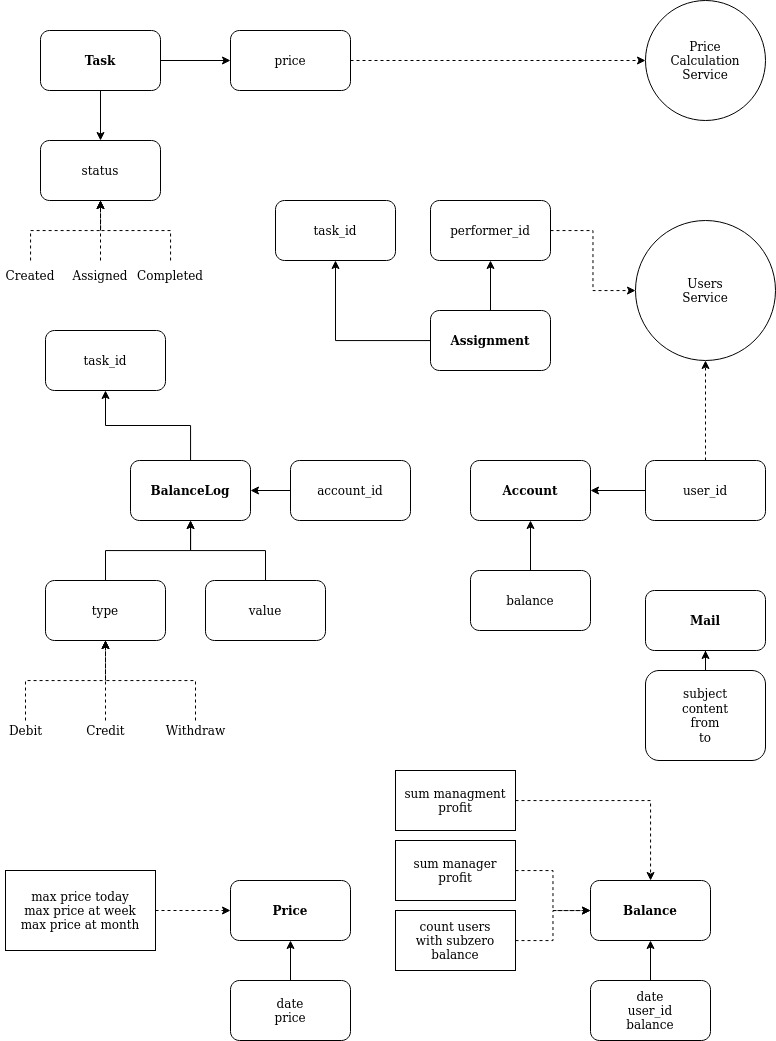 Task
price
Price
Calculation
Service
status
Created
Assigned
Completed
task_id
performer_id
Users
Service
Assignment
task_id
BalanceLog
account_id
Account
user_id
type
value
balance
Mail
subject
content
from
to
Debit
Credit
Withdraw
sum managment
profit
sum manager
profit
max price today
max price at week
max price at month
Price
count users
with subzero
balance
Balance
date
price
date
user_id
balance